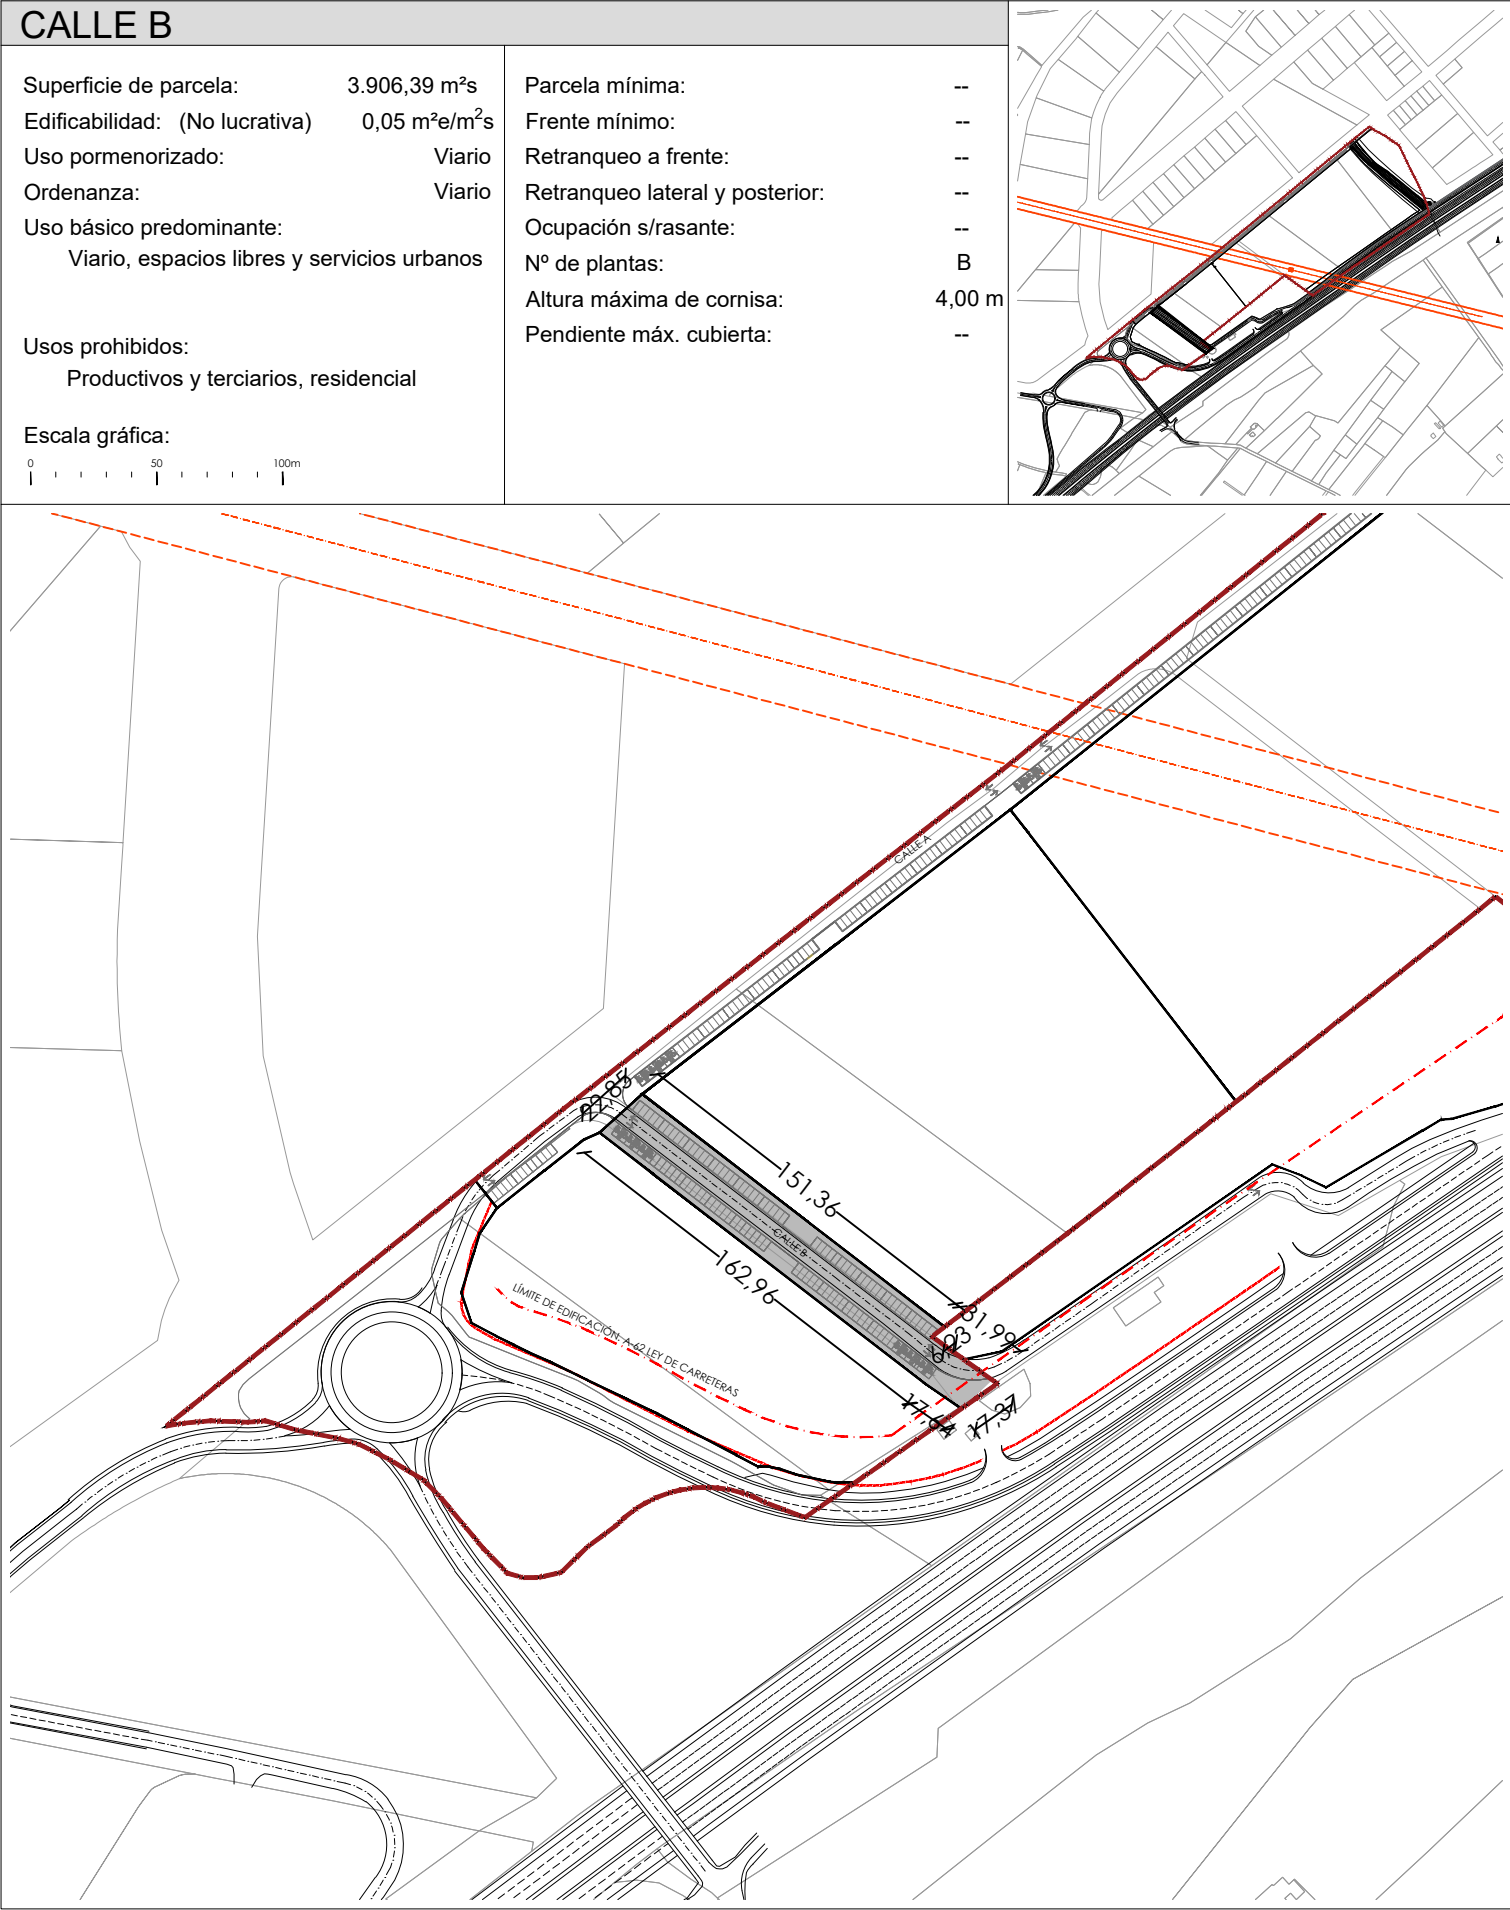 CALLE B
Superficie de parcela: 3.906,39 m²s
Edificabilidad: (No lucrativa) 0,05 m²e/m²s
Uso pormenorizado: Viario
Ordenanza: Viario
Uso básico predominante:
Viario, espacios libres y servicios urbanos
Usos prohibidos:
Productivos y terciarios, residencial
Escala gráfica:
0 50 100m
Parcela mínima: --
Frente mínimo: --
Retranqueo a frente: --
Retranqueo lateral y posterior: --
Ocupación s/rasante: --
Nº de plantas: B
Altura máxima de cornisa: 4,00 m
Pendiente máx. cubierta: --
CALLE A
22,85
151,36
CALLE B
162,96
LÍMITE DE EDIFICACIÓN, A-62 LEY DE CARRETERAS
31,99
17,64
17,37